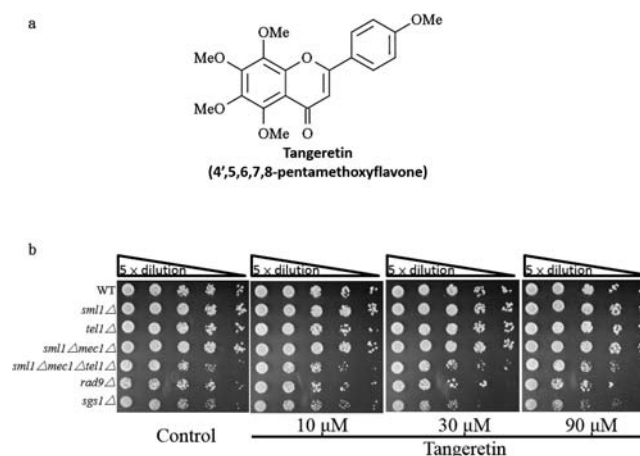 a
OMe
OMe
MeO
O
MeO
OMe
O
Tangeretin
(4′,5,6,7,8-pentamethoxyflavone)
b
5 x dilution 5 x dilution 5 x dilution 5 x dilution
WT
sml1△
tel1△
sml1△mec1△
sml1△mec1△tel1△
rad9△
sgs1△
Control 10 μM 30 μM 90 μM
Tangeretin